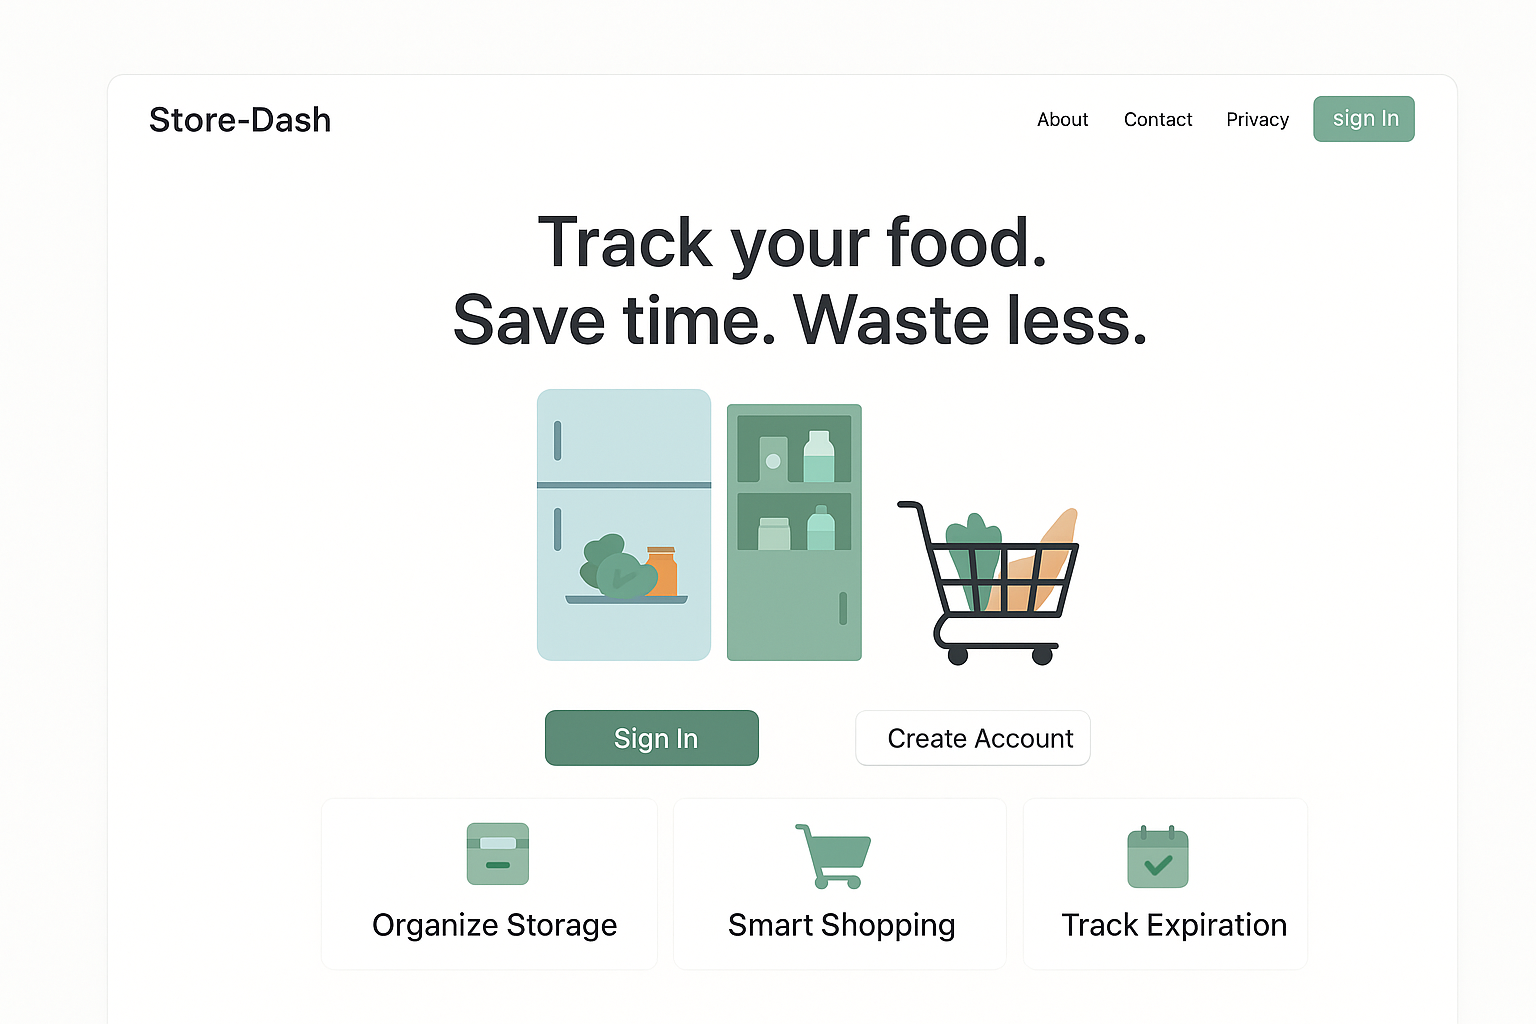 Store-Dash
About Contact Privacy sign In
Track your food.
Save time. Waste less.
Sign In Create Account
Organize Storage Smart Shopping Track Expiration